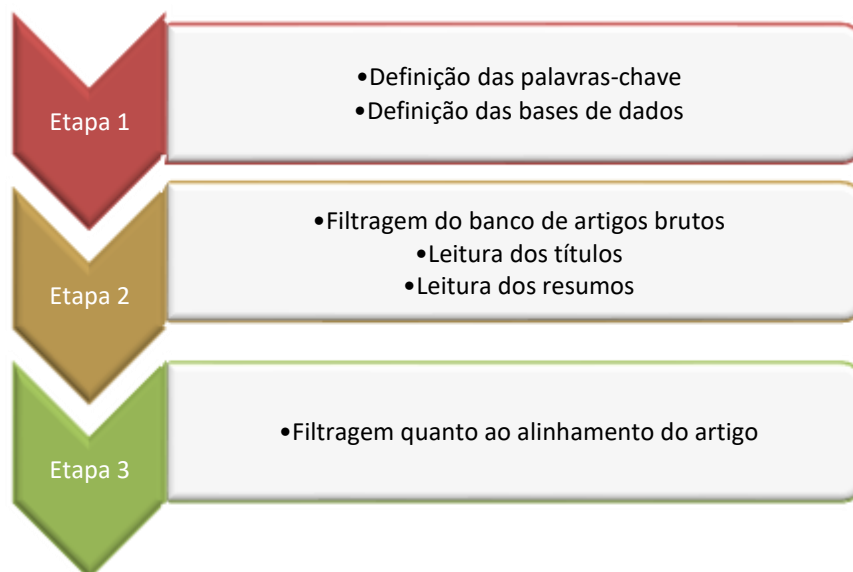 Etapa 1
•Definição das palavras-chave
•Definição das bases de dados
Etapa 2
•Filtragem do banco de artigos brutos
•Leitura dos títulos
•Leitura dos resumos
Etapa 3
•Filtragem quanto ao alinhamento do artigo